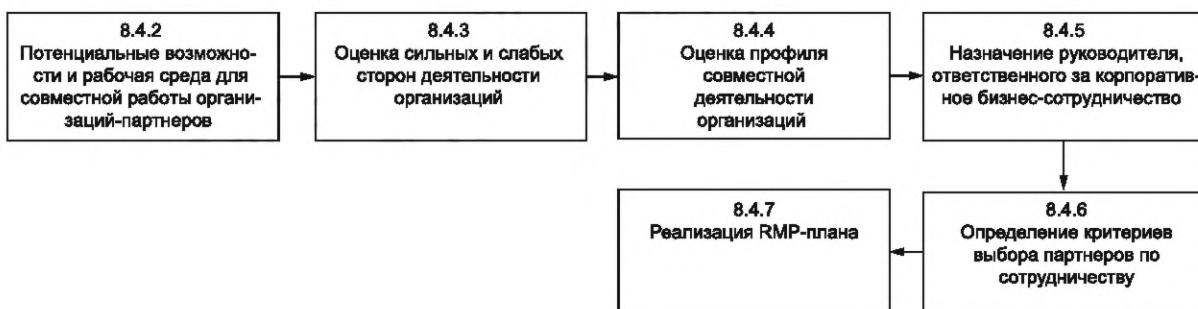 8.4.2
Потенциальные возможно-
сти и рабочая среда для
совместной работы органи-
заций-партнеров
8.4.3
Оценка сильных и слабых
сторон деятельности
организаций
8.4.4
Оценка профиля
совместной
деятельности
организаций
8.4.5
Назначение руководителя,
ответственного за корпоратив-
ное бизнес-сотрудничество
8.4.6
Определение критериев
выбора партнеров по
сотрудничеству
8.4.7
Реализация RMP-плана